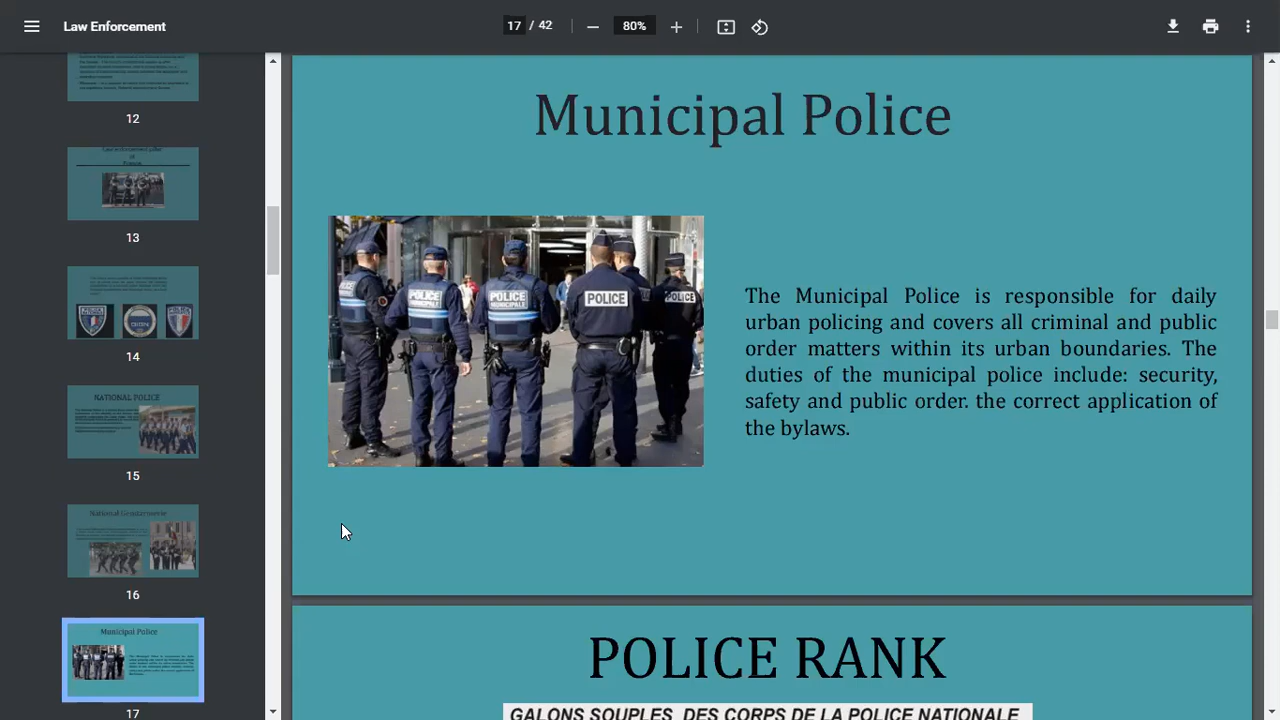 Law Enforcement
17 / 42
80%
12
13
14
NATIONAL POLICE
15
National Gendarmerie
16
Municipal Police
17
Municipal Police
POLICE
POLICE
MUNICIPALE
POLICE
POLICE
The Municipal Police is responsible for daily
urban policing and covers all criminal and public
order matters within its urban boundaries. The
duties of the municipal police include: security,
safety and public order. the correct application of
the bylaws.
POLICE RANK
GALONS SOUPLES DES CORPS DE LA POLICE NATIONALE